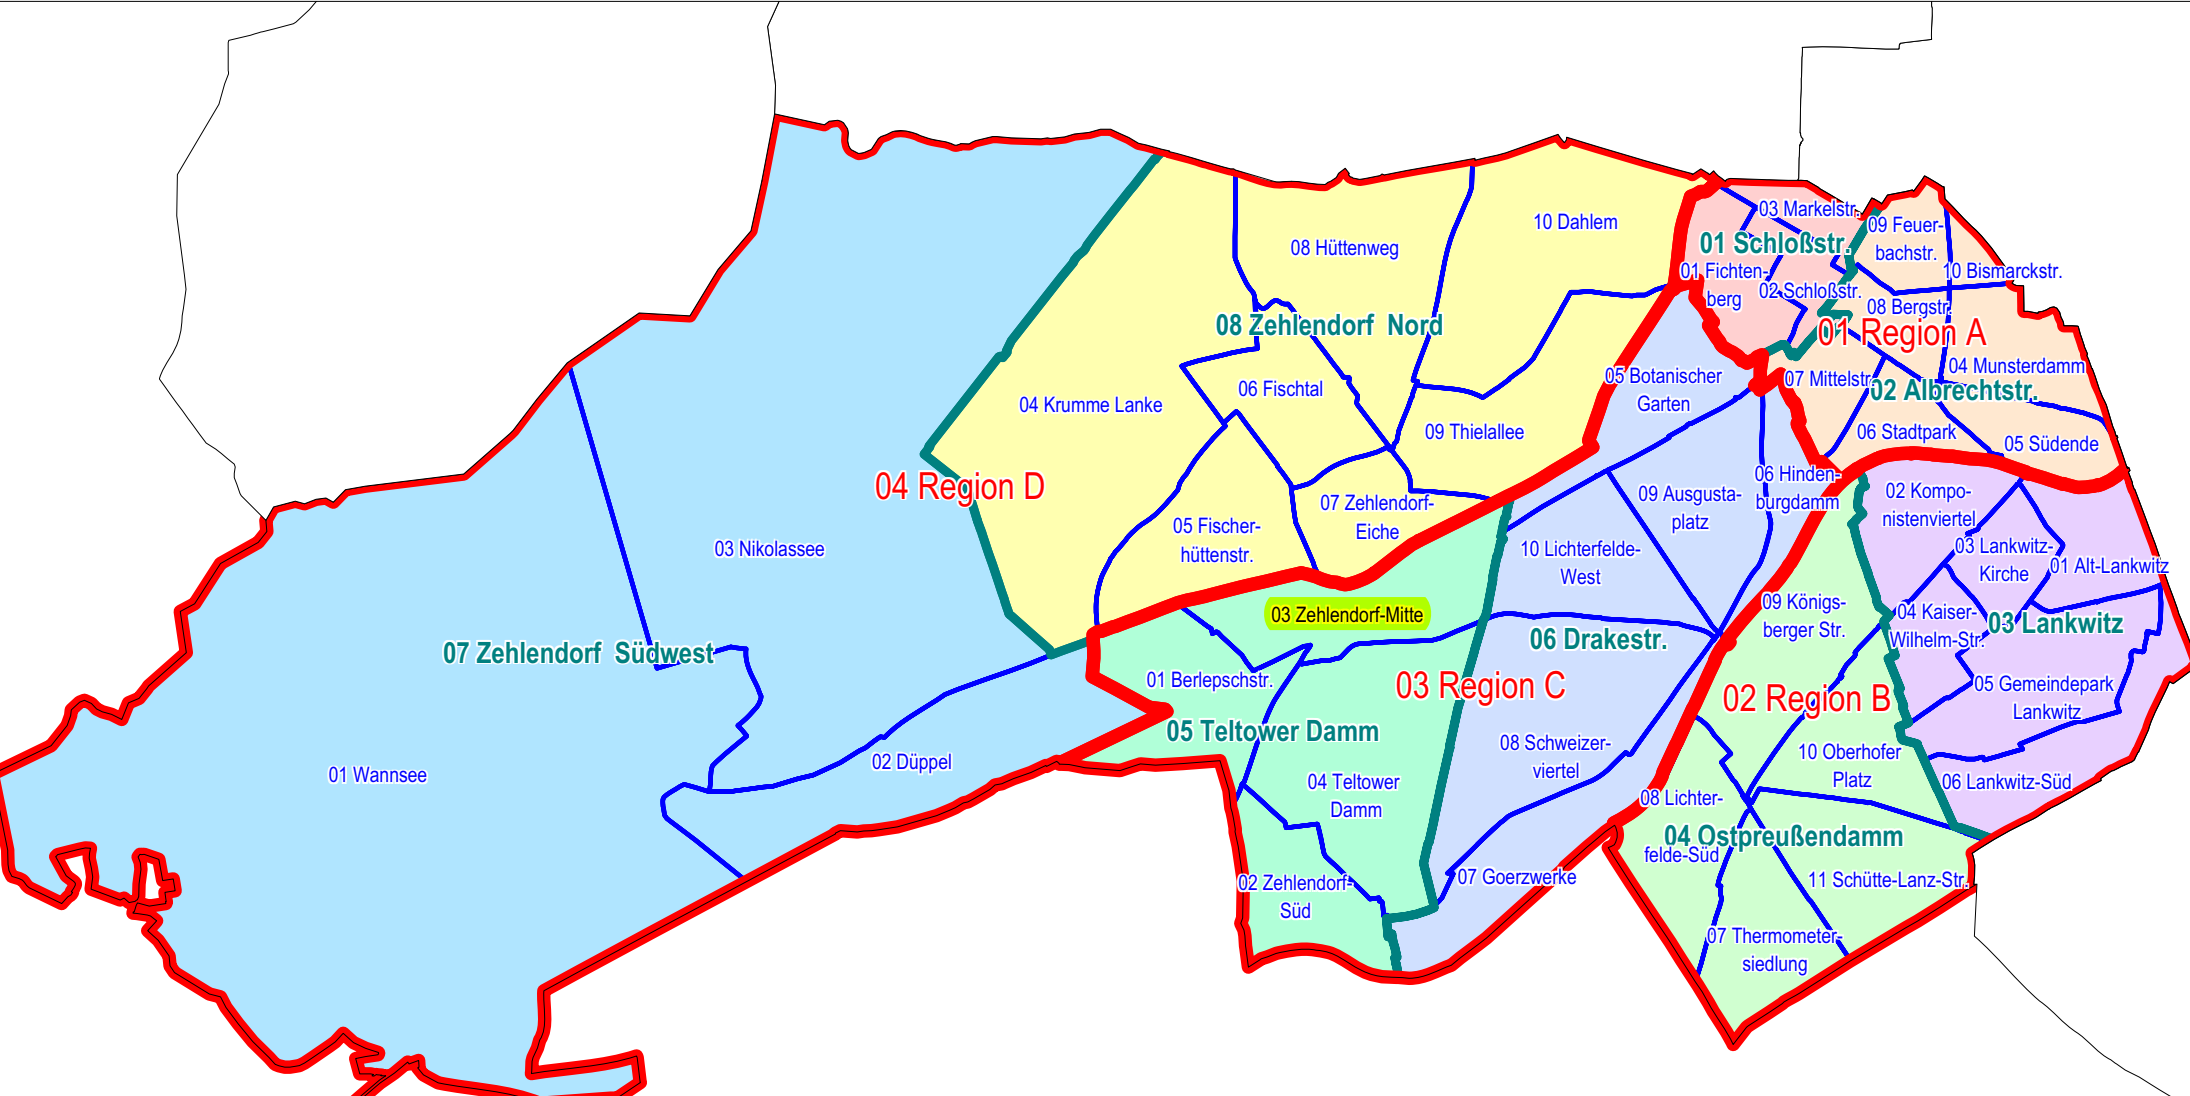 03 Markelstr.
09 Feuer-
bachstr.
10 Dahlem
08 Hüttenweg
01 Schloßstr.
01 Fichten-
berg
02 Schloßstr.
10 Bismarckstr.
08 Bergstr.
01 Region A
08 Zehlendorf Nord
04 Munsterdamm
07 Mittelstr.
02 Albrechtstr.
05 Botanischer
Garten
06 Fischtal
04 Krumme Lanke
09 Thielallee
06 Stadtpark
05 Südende
04 Region D
06 Hinden-
burgdamm
09 Ausgusta-
platz
07 Zehlendorf-
Eiche
05 Fischer-
hüttenstr.
02 Kompo-
nistenviertel
03 Nikolassee
10 Lichterfelde-
West
03 Lankwitz-
Kirche
01 Alt-Lankwitz
03 Zehlendorf-Mitte
09 Königs-
berger Str.
04 Kaiser-
Wilhelm-Str.
03 Lankwitz
06 Drakestr.
07 Zehlendorf Südwest
01 Berlepschstr.
03 Region C
02 Region B
05 Gemeindepark
Lankwitz
05 Teltower Damm
08 Schweizer-
viertel
10 Oberhofer
Platz
02 Düppel
01 Wannsee
04 Teltower
Damm
06 Lankwitz-Süd
08 Lichter-
felde-Süd
04 Ostpreußendamm
07 Goerzwerke
02 Zehlendorf-
Süd
11 Schütte-Lanz-Str.
07 Thermometer-
siedlung